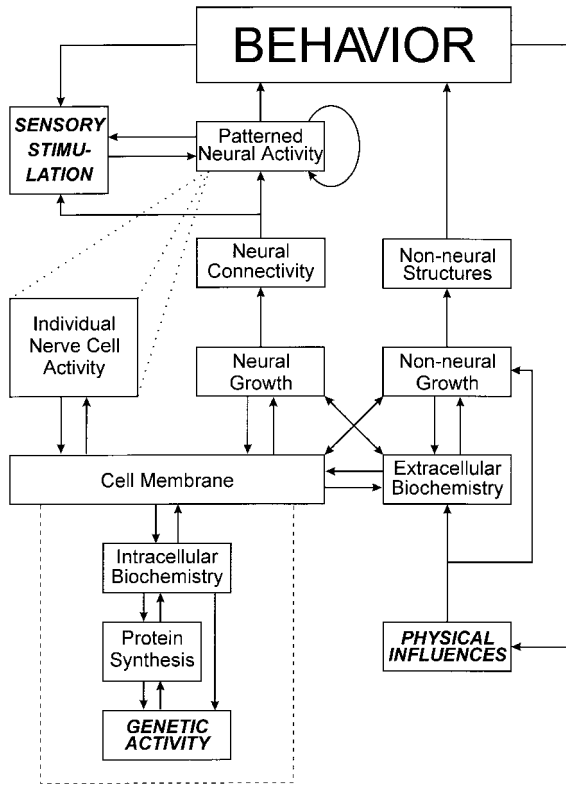 BEHAVIOR
SENSORY
STIMU-
LATION
Patterned
Neural Activity
Neural
Connectivity
Non-neural
Structures
Individual
Nerve Cell
Activity
Neural
Growth
Non-neural
Growth
Cell Membrane
Extracellular
Biochemistry
Intracellular
Biochemistry
Protein
Synthesis
PHYSICAL
INFLUENCES
GENETIC
ACTIVITY